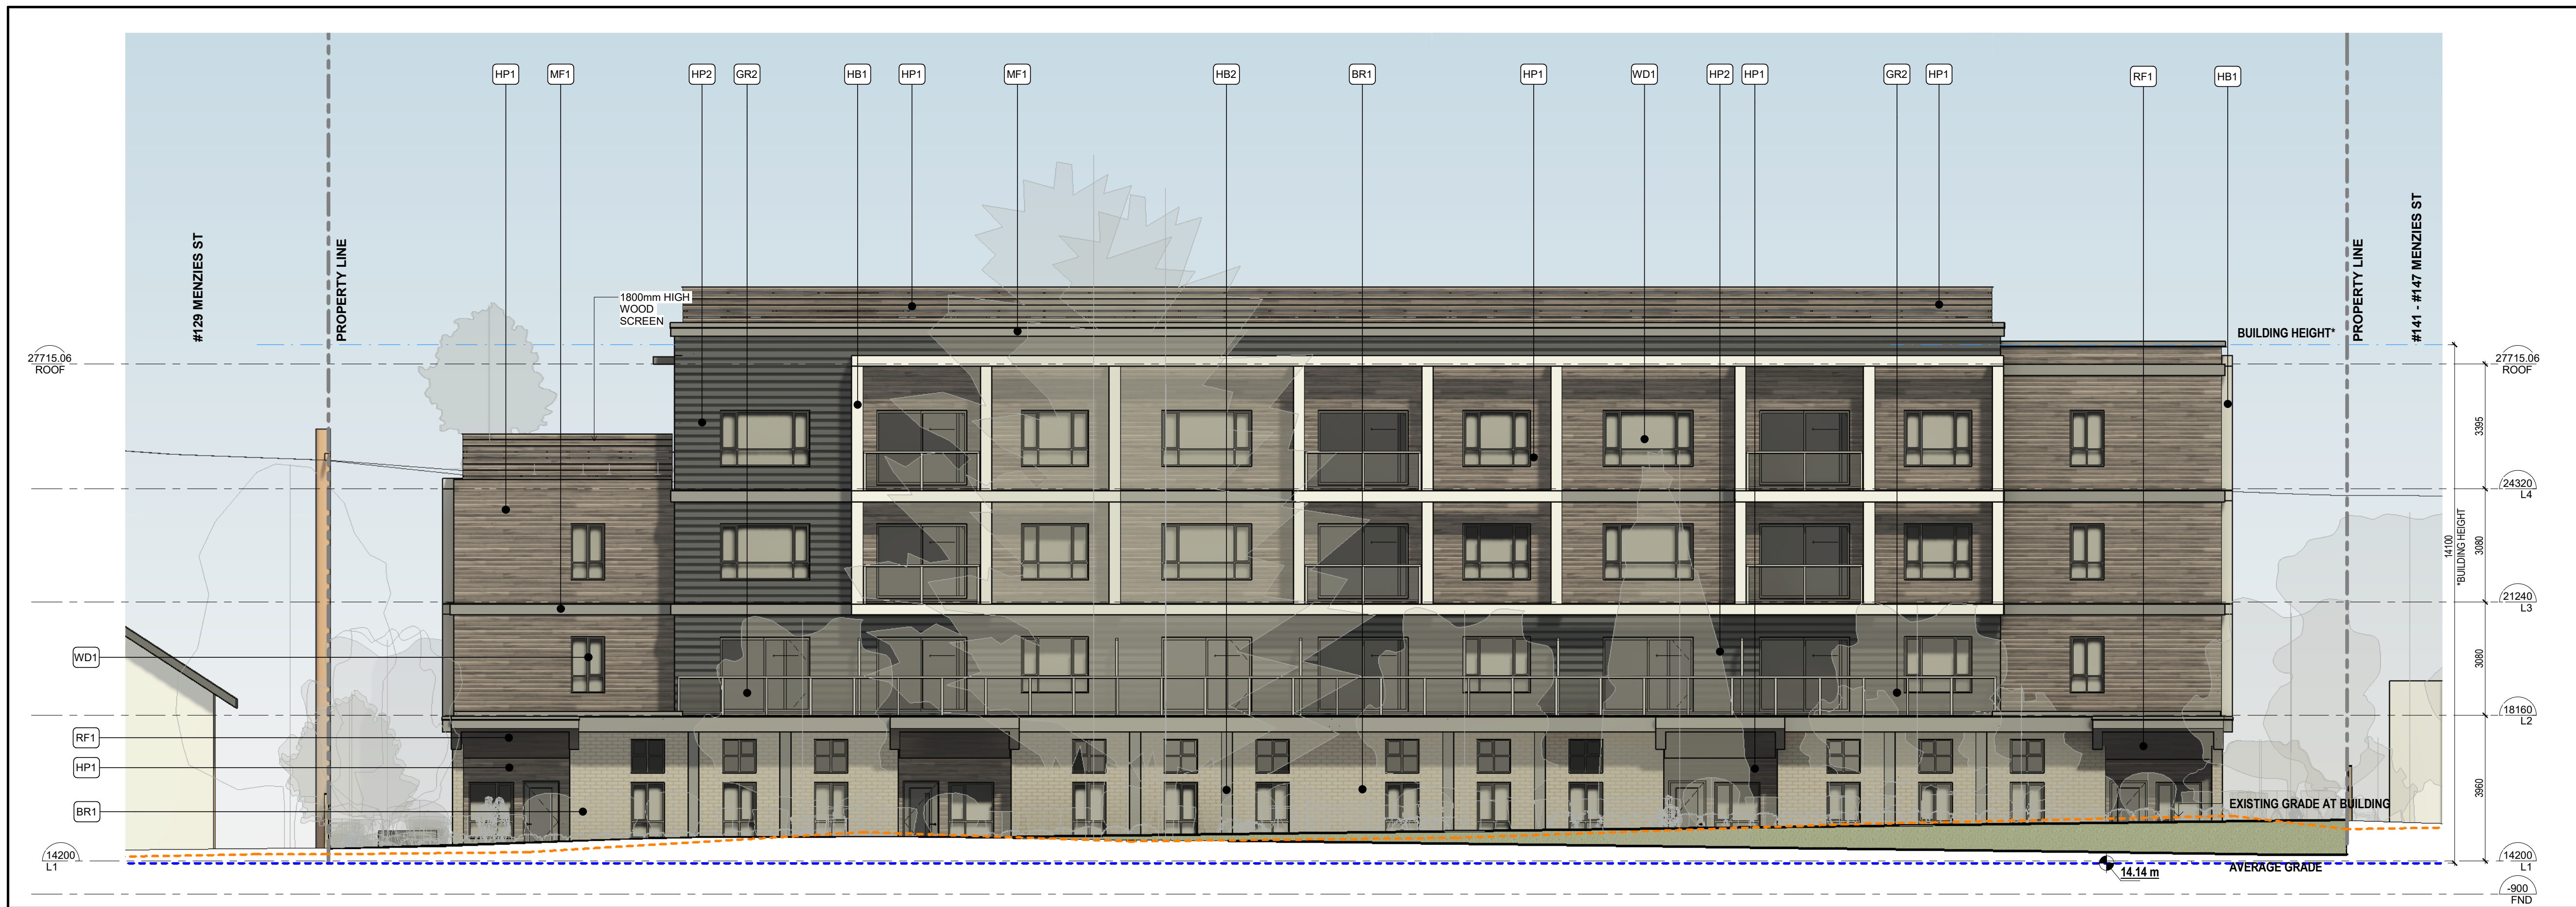 HP1 MF1 HP2 GR2 HB1 HP1 MF1 HB2 BR1 HP1 WD1 HP2 HP1 GR2 HP1 RF1 HB1
#129 MENZIES ST
PROPERTY LINE
1800mm HIGH
WOOD
SCREEN
BUILDING HEIGHT*
PROPERTY LINE
#141 - #147 MENZIES ST
27715.06
ROOF
27715.06
ROOF
3395
24320
L4
14100
*BUILDING HEIGHT
3080
21240
L3
3080
WD1
18160
L2
RF1
HP1
BR1
3960
EXISTING GRADE AT BUILDING
14200
L1
14200
L1
AVERAGE GRADE
14.14 m
-900
FND